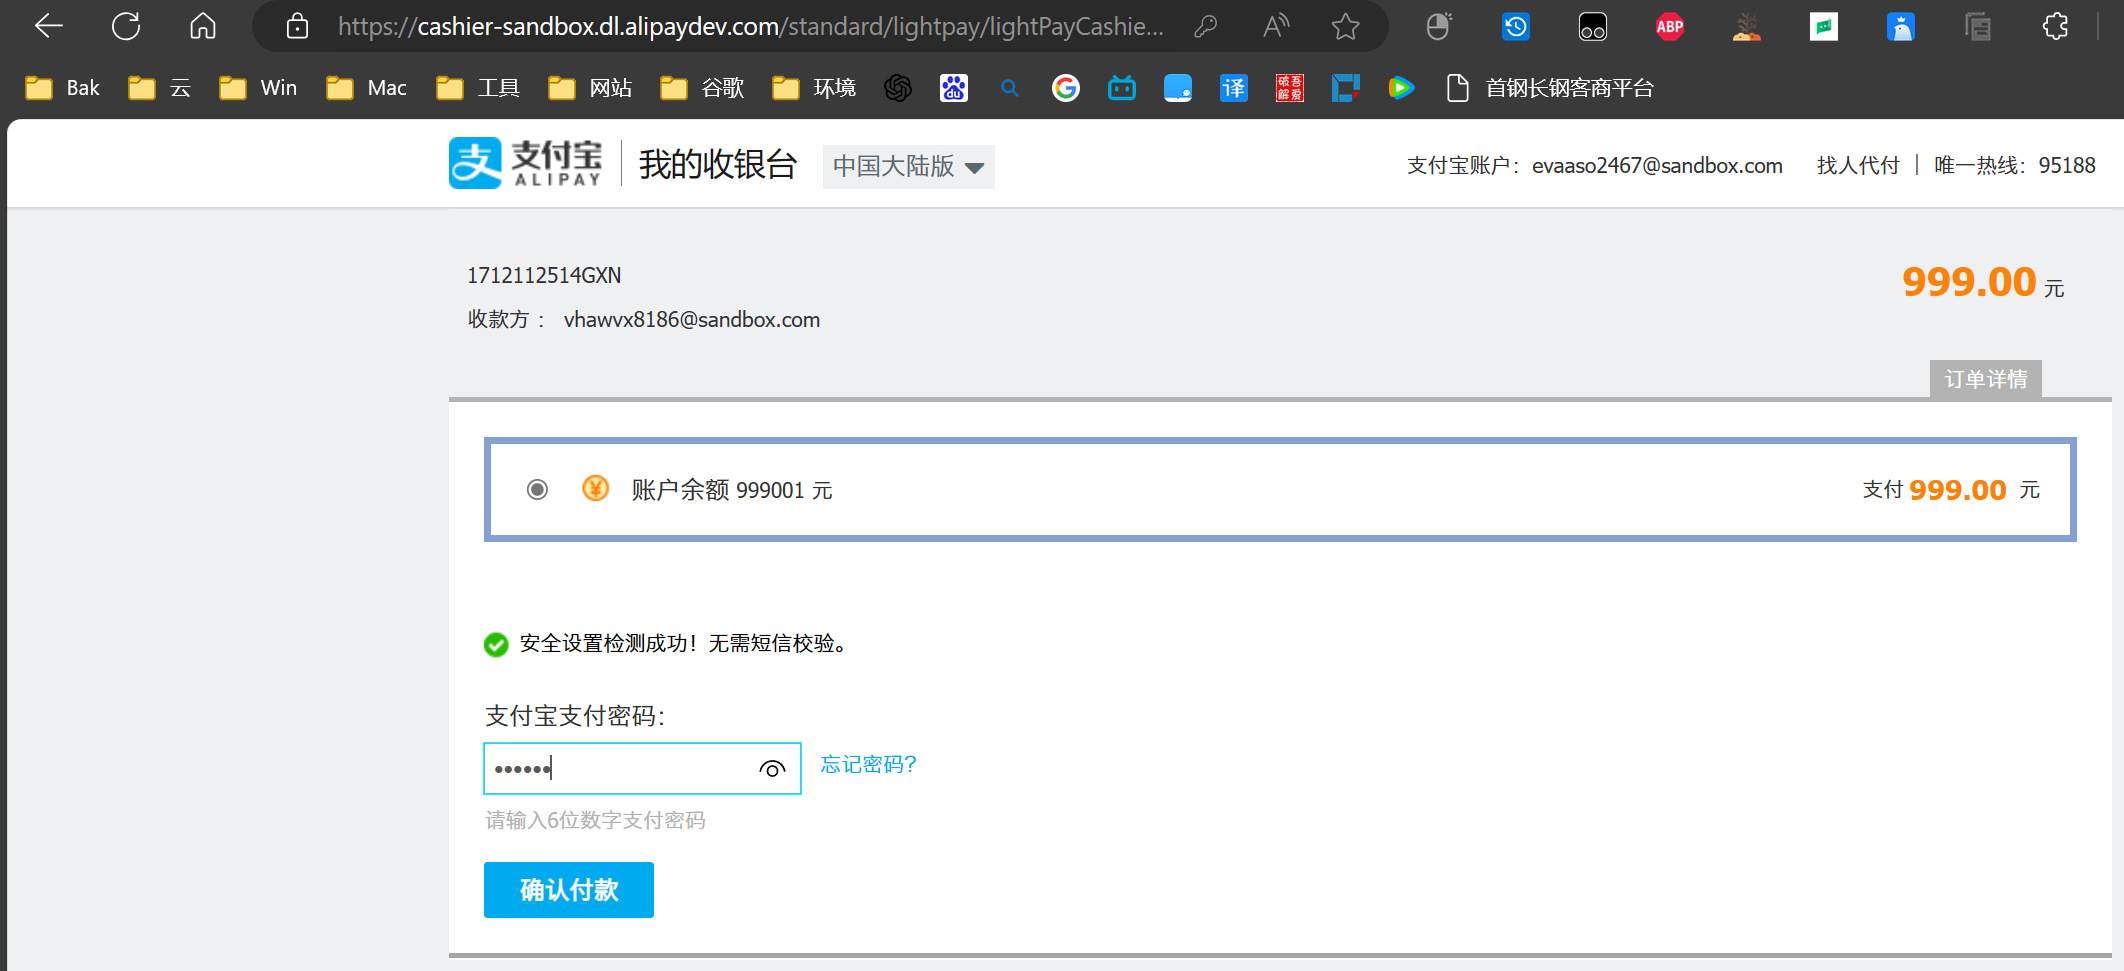 https://cashier-sandbox.dl.alipaydev.com/standard/lightpay/lightPayCashie...
ABP
Bak
云
Win
Mac
工具
网站
谷歌
环境
du
译
破吾
解爱
首钢长钢客商平台
支 支付宝 ALIPAY 我的收银台 中国大陆版
支付宝账户：evaaso2467@sandbox.com 找人代付 唯一热线：95188
1712112514GXN
999.00 元
收款方： vhawvx8186@sandbox.com
订单详情
账户余额 999001 元
支付 999.00 元
安全设置检测成功！无需短信校验。
支付宝支付密码：
••••••
忘记密码？
请输入6位数字支付密码
确认付款